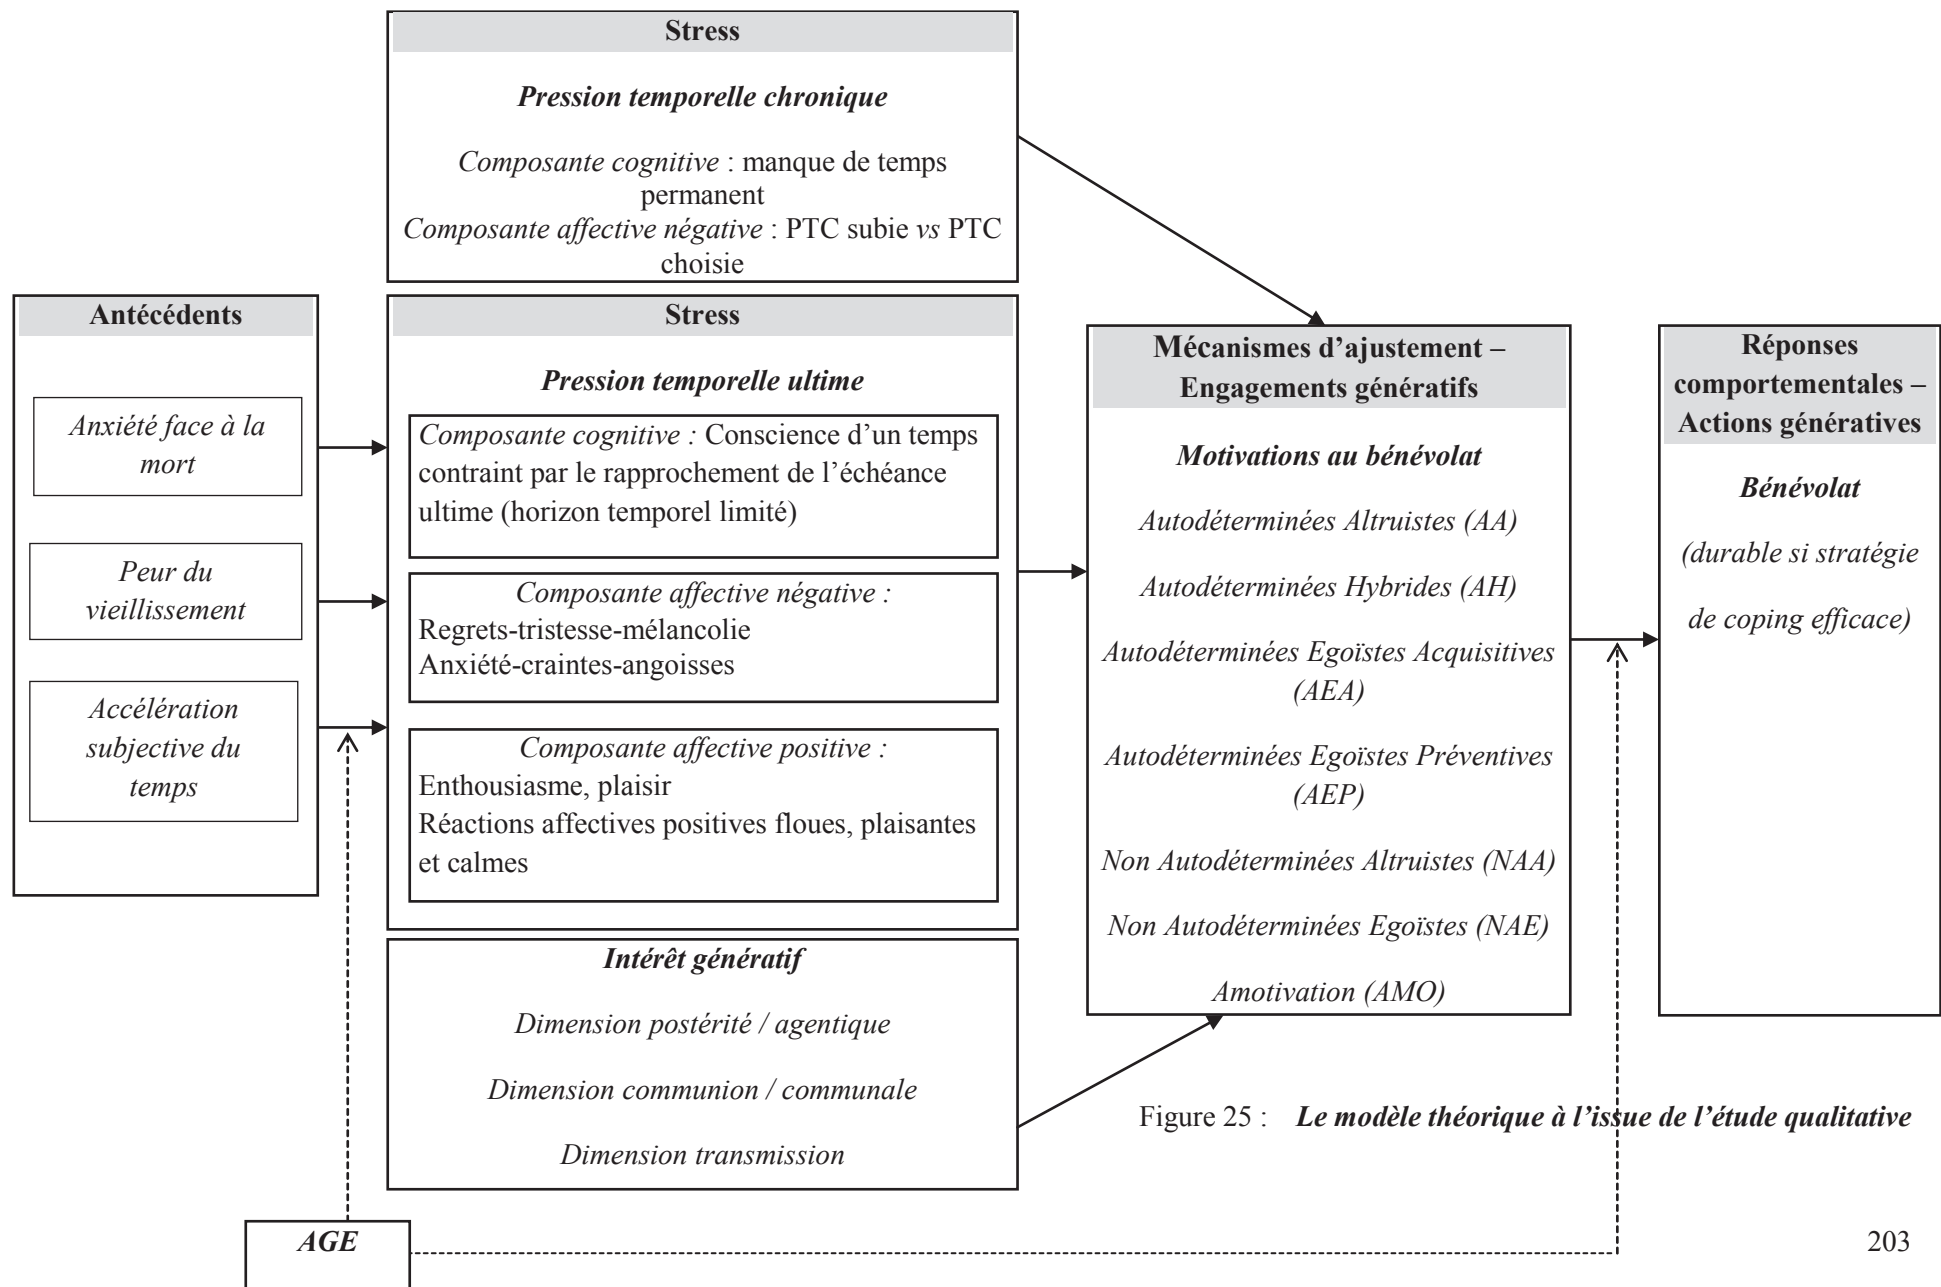 Stress
Pression temporelle chronique
Composante cognitive : manque de temps
permanent
Composante affective négative : PTC subie vs PTC
choisie
Antécédents
Anxiété face à la
mort
Peur du
vieillissement
Accélération
subjective du
temps
Stress
Pression temporelle ultime
Composante cognitive : Conscience d’un temps
contraint par le rapprochement de l’échéance
ultime (horizon temporel limité)
Composante affective négative :
Regrets-tristesse-mélancolie
Anxiété-craintes-angoisses
Composante affective positive :
Enthousiasme, plaisir
Réactions affectives positives floues, plaisantes
et calmes
Intérêt génératif
Dimension postérité / agentique
Dimension communion / communale
Dimension transmission
Mécanismes d’ajustement –
Engagements génératifs
Motivations au bénévolat
Autodéterminées Altruistes (AA)
Autodéterminées Hybrides (AH)
Autodéterminées Egoïstes Acquisitives
(AEA)
Autodéterminées Egoïstes Préventives
(AEP)
Non Autodéterminées Altruistes (NAA)
Non Autodéterminées Egoïstes (NAE)
Amotivation (AMO)
Réponses
comportementales –
Actions génératives
Bénévolat
(durable si stratégie
de coping efficace)
Figure 25 : Le modèle théorique à l’issue de l’étude qualitative
AGE
203